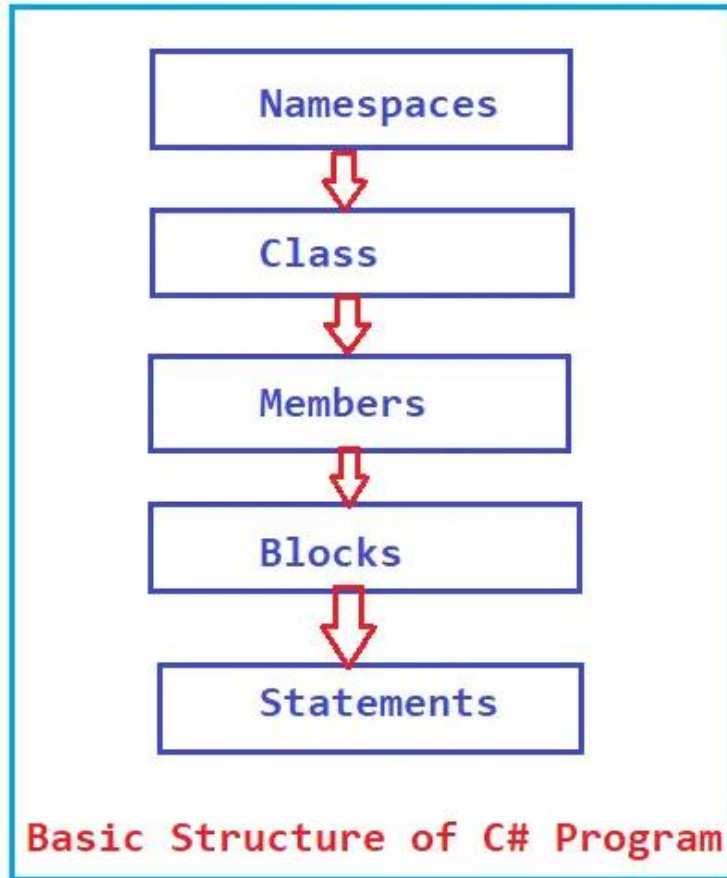 Namespaces
Class
Members
Blocks
Statements
Basic Structure of C# Program